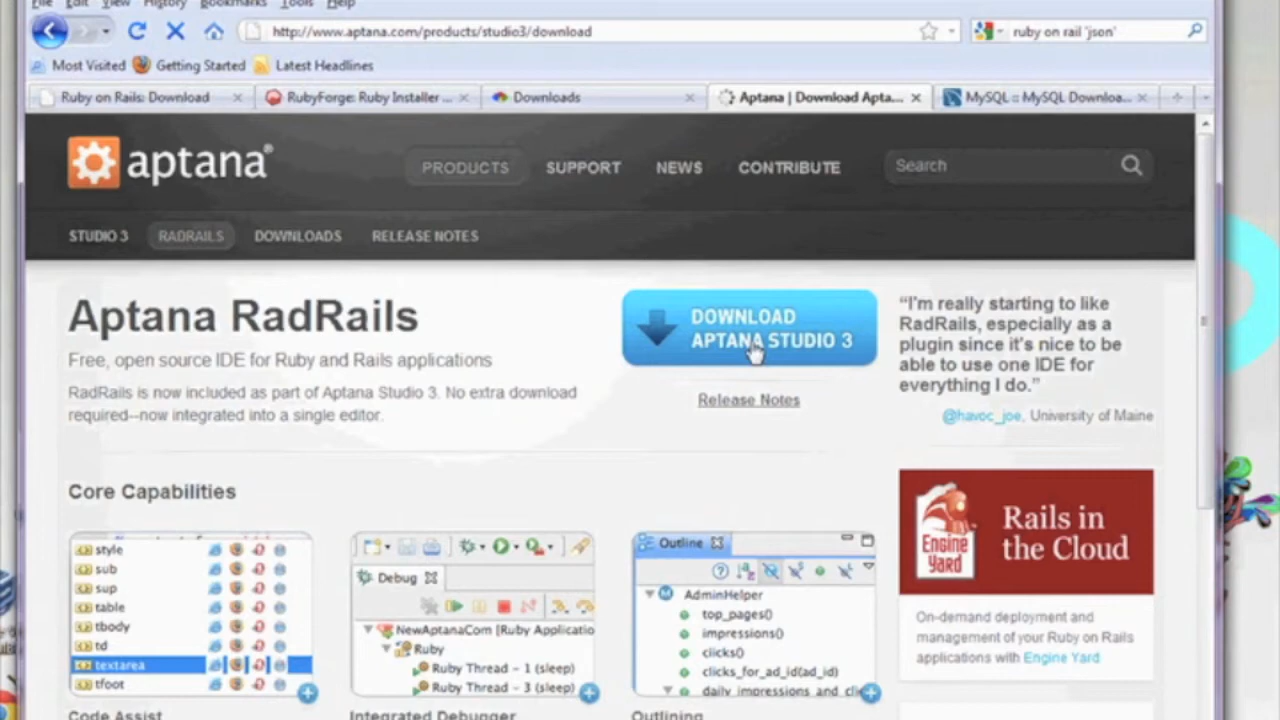 File Edit View History Bookmarks Tools Help
http://www.aptana.com/products/studio3/download
ruby on rail 'json'
Most Visited Getting Started Latest Headlines
Ruby on Rails: Download
RubyForge: Ruby Installer ...
Downloads
Aptana | Download Apta...
MySQL :: MySQL Downloa...
aptana®
PRODUCTS SUPPORT NEWS CONTRIBUTE
Search
STUDIO 3 RADRAILS DOWNLOADS RELEASE NOTES
Aptana RadRails
Free, open source IDE for Ruby and Rails applications
RadRails is now included as part of Aptana Studio 3. No extra download
required--now integrated into a single editor.
DOWNLOAD
APTANA STUDIO 3
Release Notes
“I'm really starting to like
RadRails, especially as a
plugin since it's nice to be
able to use one IDE for
everything I do.”
@havoc_joe, University of Maine
Core Capabilities
style
sub
sup
table
tbody
td
textarea
tfoot
Code Assist
Debug
NewAptanaCom [Ruby Applicatio
Ruby
Ruby Thread - 1 (sleep)
Ruby Thread - 3 (sleep)
Integrated Debugger
Outline
AdminHelper
top_pages()
impressions()
clicks()
clicks_for_ad_id(ad_id)
daily_impressions_and_clic
Outlining
Engine
Yard
Rails in
the Cloud
On-demand deployment and
management of your Ruby on Rails
applications with Engine Yard